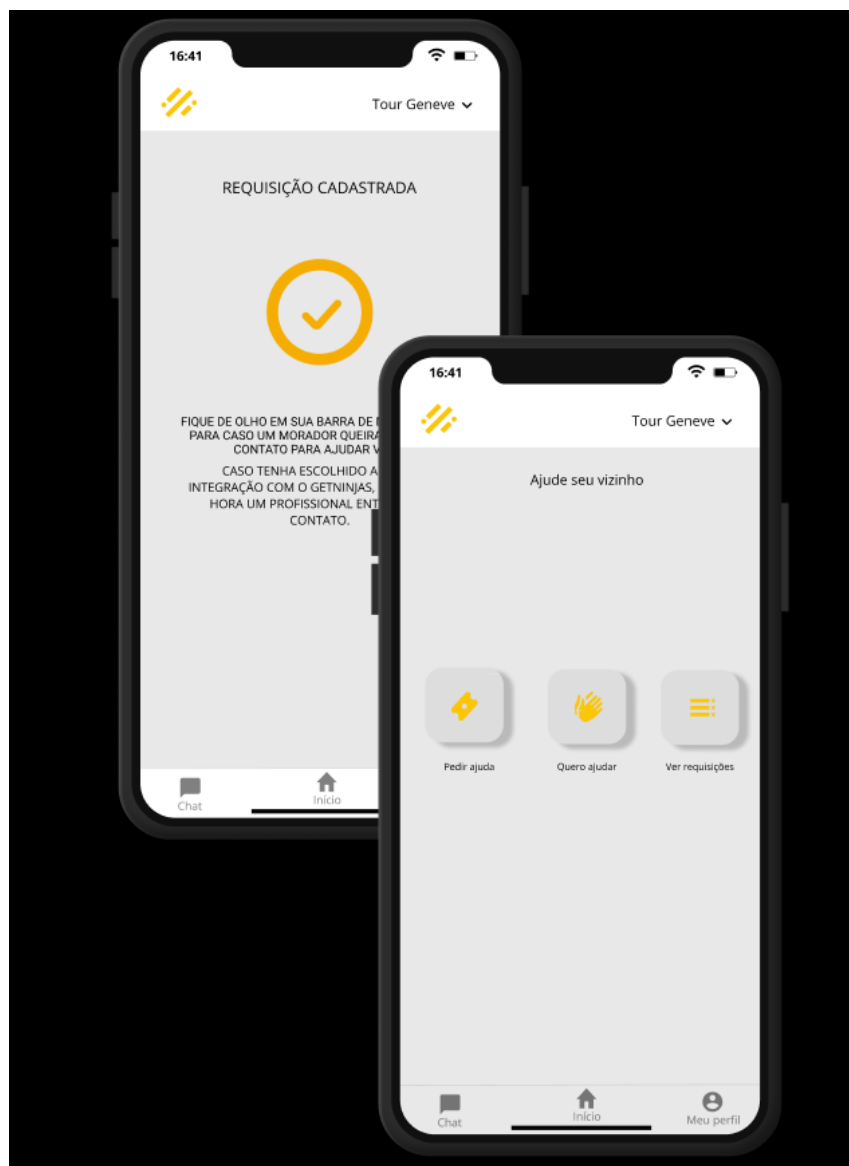 16:41
Tour Geneve
REQUISIÇÃO CADASTRADA
FIQUE DE OLHO EM SUA BARRA DE
PARA CASO UM MORADOR QUEIRA
CONTATO PARA AJUDAR
CASO TENHA ESCOLHIDO A
INTEGRAÇÃO COM O GETNINJAS,
HORA UM PROFISSIONAL
CONTATO.
Chat
Início
16:41
Tour Geneve
Ajude seu vizinho
Pedir ajuda
Quero ajudar
Ver requisições
Chat
Início
Meu perfil